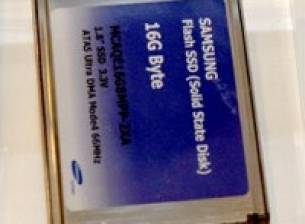 SAMSUNG
Flash SSD (Solid State Disk)
16G Byte
1.8" SSD 3.3V
ATA5 Ultra DMA Mode4 66MHz